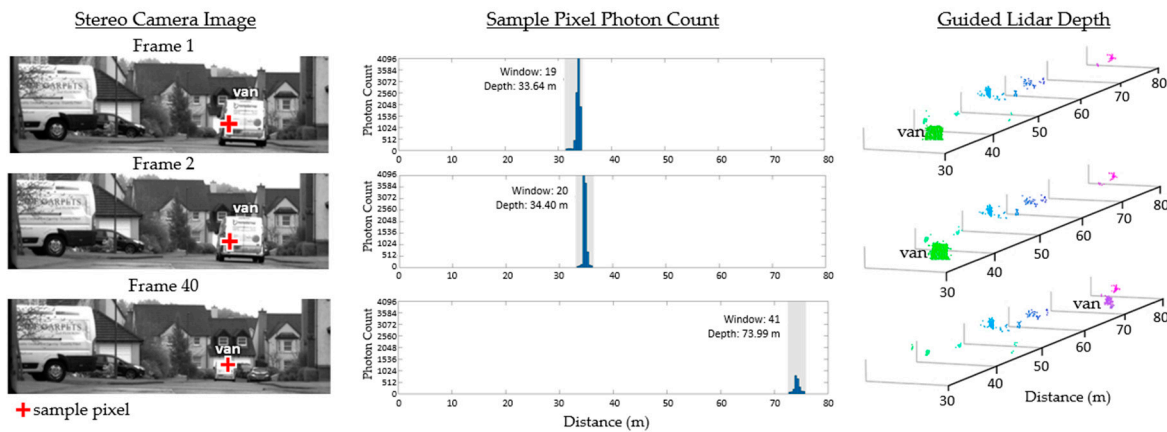 Stereo Camera Image
Sample Pixel Photon Count
Guided Lidar Depth
Frame 1
van
CARPETS
Frame 2
van
CARPETS
Frame 40
van
CARPETS
+ sample pixel
Photon Count
4096
3584
3072
2560
2048
1536
1024
512
0
Window: 19
Depth: 33.64 m
0 10 20 30 40 50 60 70 80
Photon Count
4096
3584
3072
2560
2048
1536
1024
512
0
Window: 20
Depth: 34.40 m
0 10 20 30 40 50 60 70 80
Photon Count
4096
3584
3072
2560
2048
1536
1024
512
0
Window: 41
Depth: 73.99 m
0 10 20 30 40 50 60 70 80
Distance (m)
van
30 40 50 60 70 80
van
30 40 50 60 70 80
van
30 40 50 60 70 80
Distance (m)